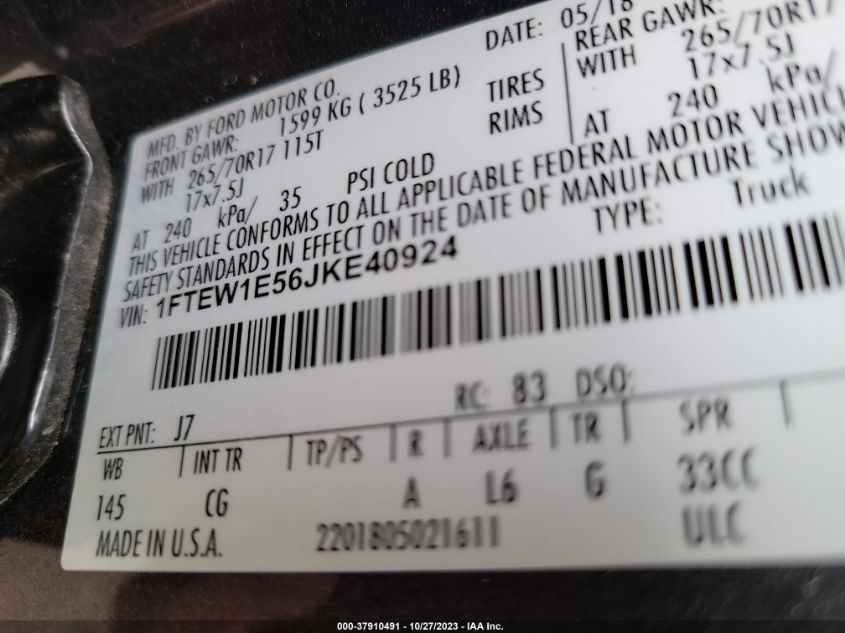 MFD. BY FORD MOTOR CO.
DATE: 05/18
FRONT GAWR: 1599 KG ( 3525 LB)
REAR GAWR:
WITH 265/70R17 115T TIRES
WITH 265/70R17
17x7.5J RIMS
17x7.5J
AT 240 kPa/ 35 PSI COLD
AT 240 kPa/
THIS VEHICLE CONFORMS TO ALL APPLICABLE FEDERAL MOTOR
SAFETY STANDARDS IN EFFECT ON THE DATE OF MANUFACTURE
VIN: 1FTEW1E56JKE40924
TYPE: Truck
EXT PNT: J7 RC: 83 DSO:
WB INT TR TP/PS R AXLE TR SPR
145 CG A L6 G 33CC
MADE IN U.S.A. 2201805021611 ULC
000-37910491 - 10/27/2023 - IAA Inc.